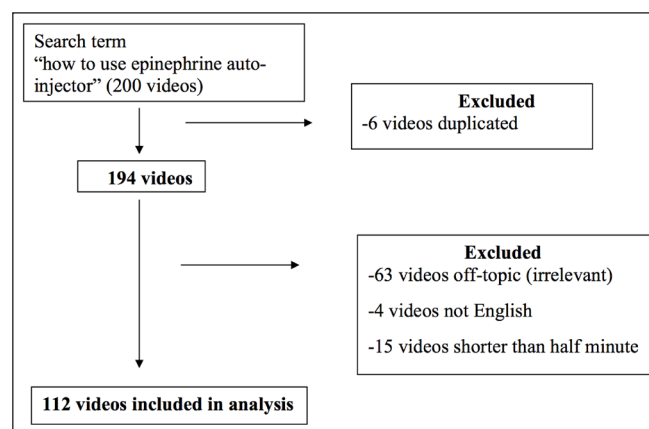 Search term
“how to use epinephrine auto-
injector” (200 videos)
Excluded
-6 videos duplicated
194 videos
Excluded
-63 videos off-topic (irrelevant)
-4 videos not English
-15 videos shorter than half minute
112 videos included in analysis